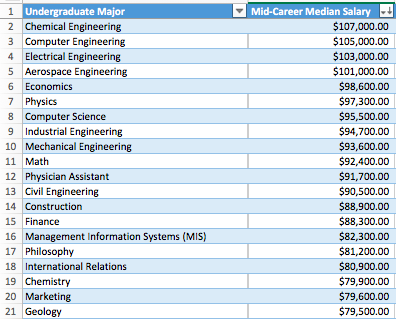 1 Undergraduate Major Mid-Career Median Salary
2 Chemical Engineering $107,000.00
3 Computer Engineering $105,000.00
4 Electrical Engineering $103,000.00
5 Aerospace Engineering $101,000.00
6 Economics $98,600.00
7 Physics $97,300.00
8 Computer Science $95,500.00
9 Industrial Engineering $94,700.00
10 Mechanical Engineering $93,600.00
11 Math $92,400.00
12 Physician Assistant $91,700.00
13 Civil Engineering $90,500.00
14 Construction $88,900.00
15 Finance $88,300.00
16 Management Information Systems (MIS) $82,300.00
17 Philosophy $81,200.00
18 International Relations $80,900.00
19 Chemistry $79,900.00
20 Marketing $79,600.00
21 Geology $79,500.00